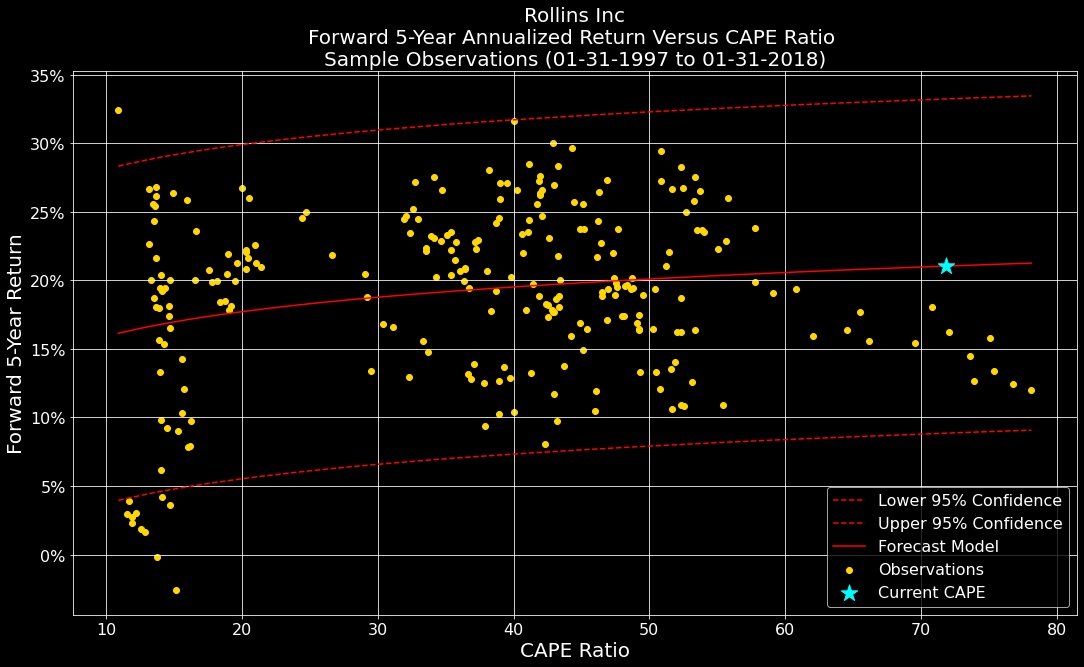 Rollins Inc
Forward 5-Year Annualized Return Versus CAPE Ratio
Sample Observations (01-31-1997 to 01-31-2018)
Forward 5-Year Return
35%
30%
25%
20%
15%
10%
5%
0%
10 20 30 40 50 60 70 80
CAPE Ratio
Lower 95% Confidence
Upper 95% Confidence
Forecast Model
Observations
Current CAPE